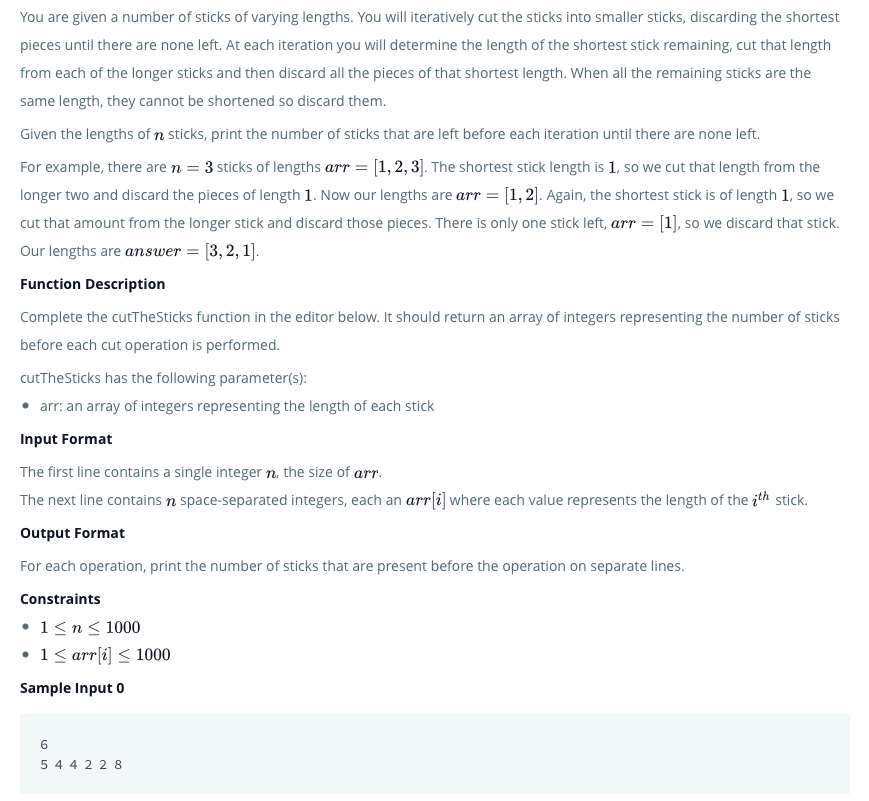 You are given a number of sticks of varying lengths. You will iteratively cut the sticks into smaller sticks, discarding the shortest
pieces until there are none left. At each iteration you will determine the length of the shortest stick remaining, cut that length
from each of the longer sticks and then discard all the pieces of that shortest length. When all the remaining sticks are the
same length, they cannot be shortened so discard them.
Given the lengths of n sticks, print the number of sticks that are left before each iteration until there are none left.
For example, there are n = 3 sticks of lengths arr = [1, 2, 3]. The shortest stick length is 1, so we cut that length from the
longer two and discard the pieces of length 1. Now our lengths are arr = [1, 2]. Again, the shortest stick is of length 1, so we
cut that amount from the longer stick and discard those pieces. There is only one stick left, arr = [1], so we discard that stick.
Our lengths are answer = [3, 2, 1].
Function Description
Complete the cutTheSticks function in the editor below. It should return an array of integers representing the number of sticks
before each cut operation is performed.
cutTheSticks has the following parameter(s):
• arr: an array of integers representing the length of each stick
Input Format
The first line contains a single integer n, the size of arr.
The next line contains n space-separated integers, each an arr[i] where each value represents the length of the i^th stick.
Output Format
For each operation, print the number of sticks that are present before the operation on separate lines.
Constraints
• 1 ≤ n ≤ 1000
• 1 ≤ arr[i] ≤ 1000
Sample Input 0
6
5 4 4 2 2 8